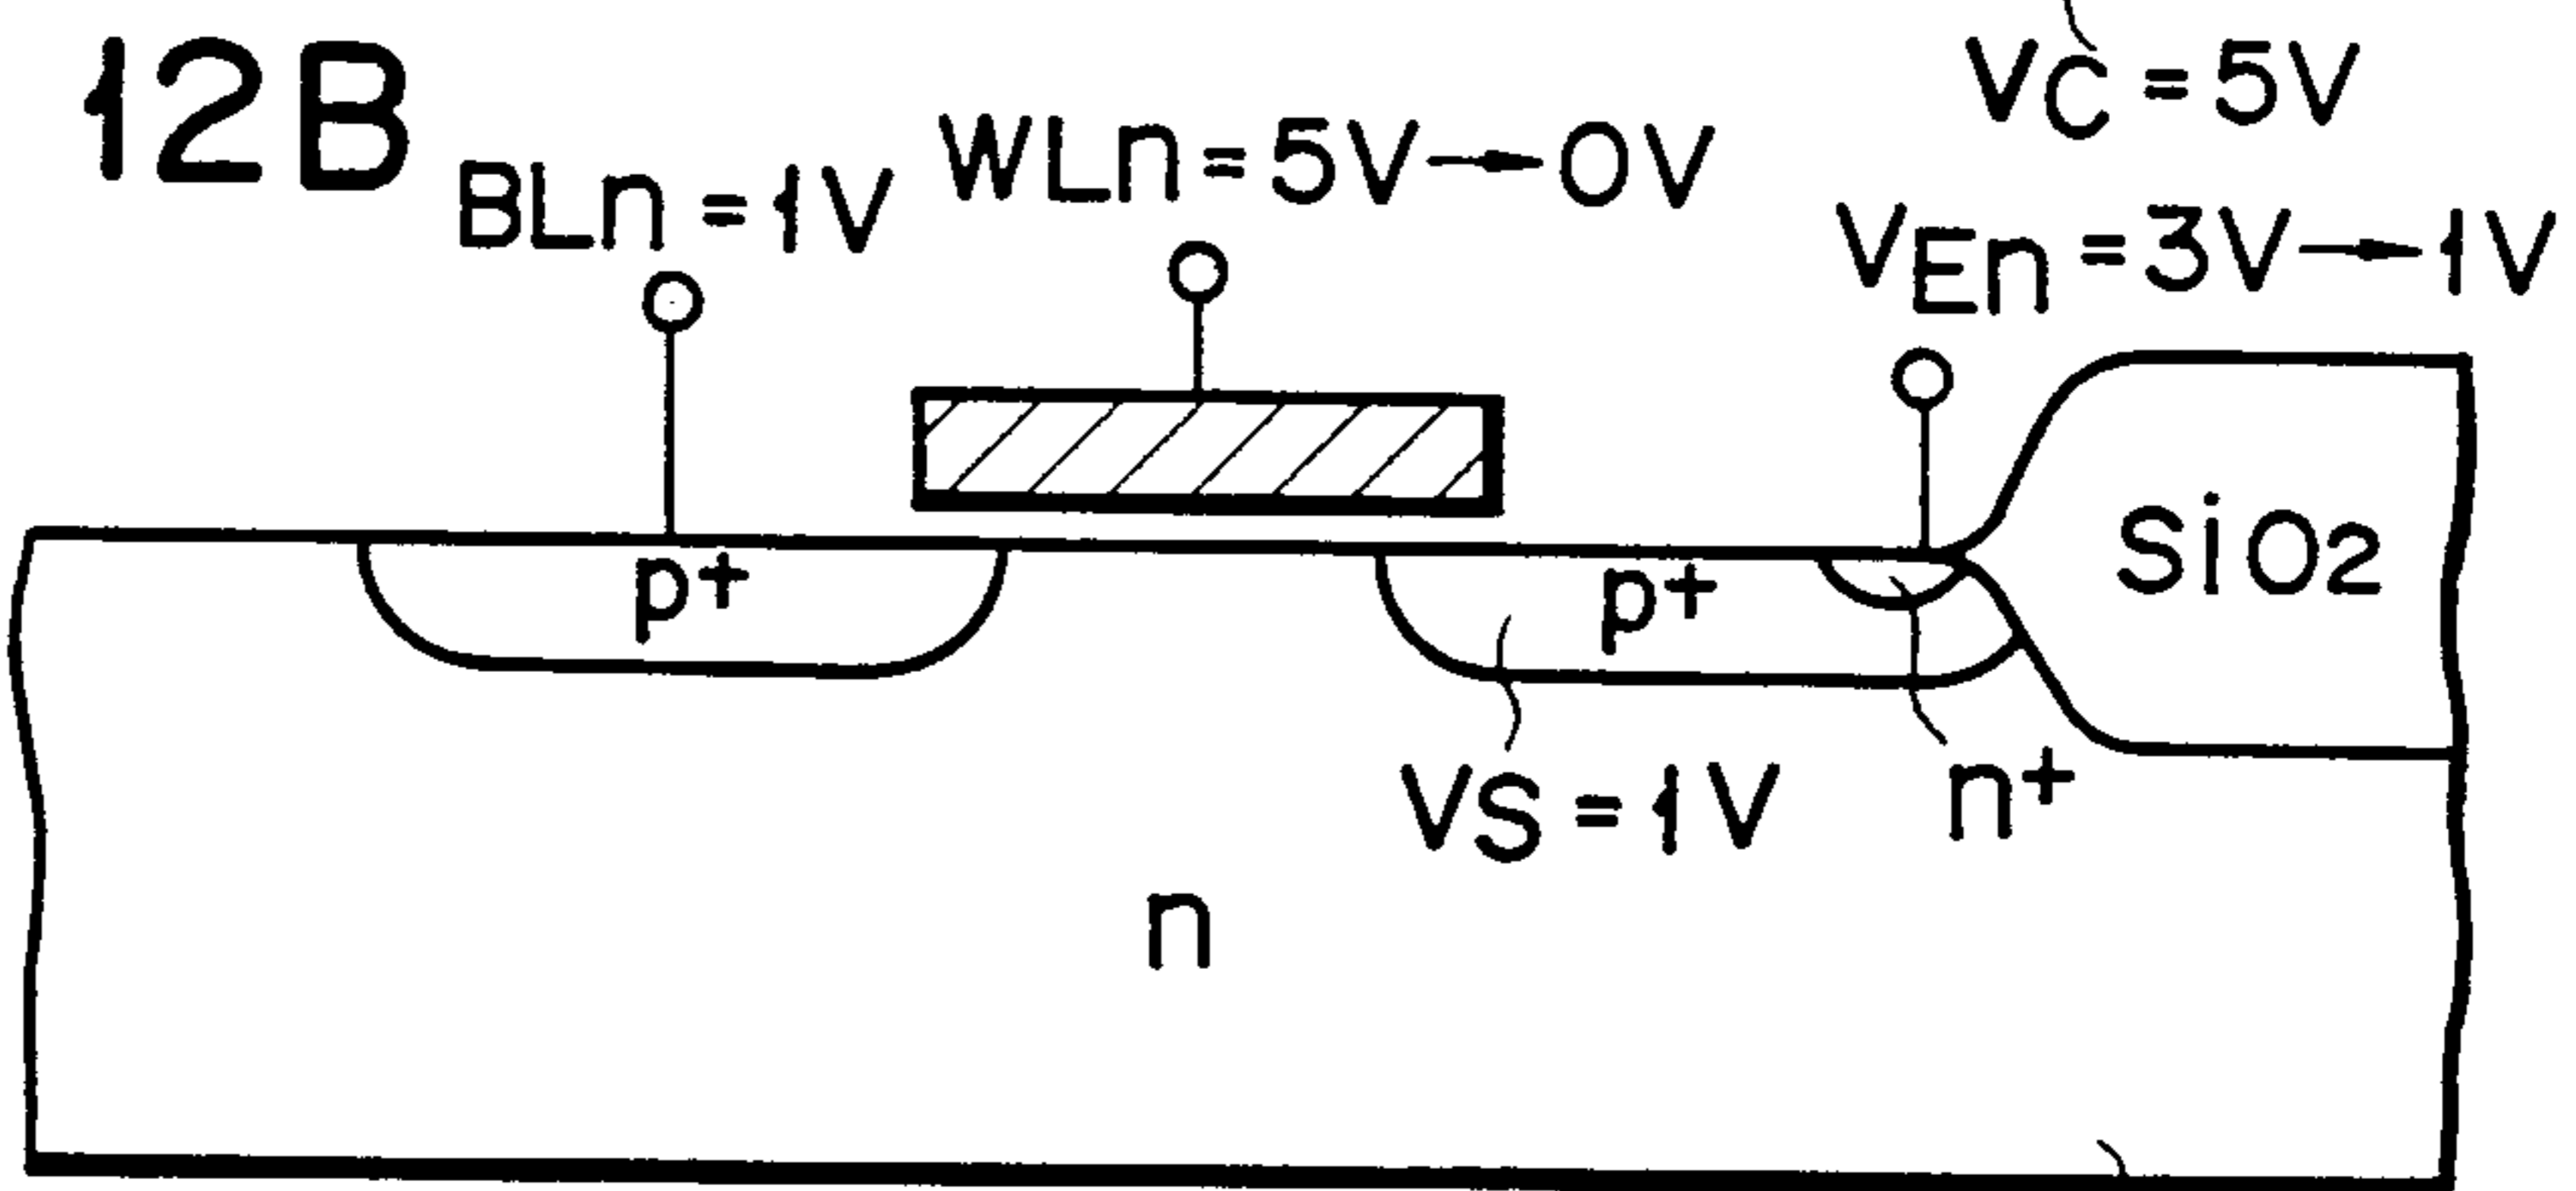 12B
VC = 5V
BLn = 1V
WLn = 5V → 0V
VEn = 3V → 1V
p+
p+
SiO2
VS = 1V
n+
n